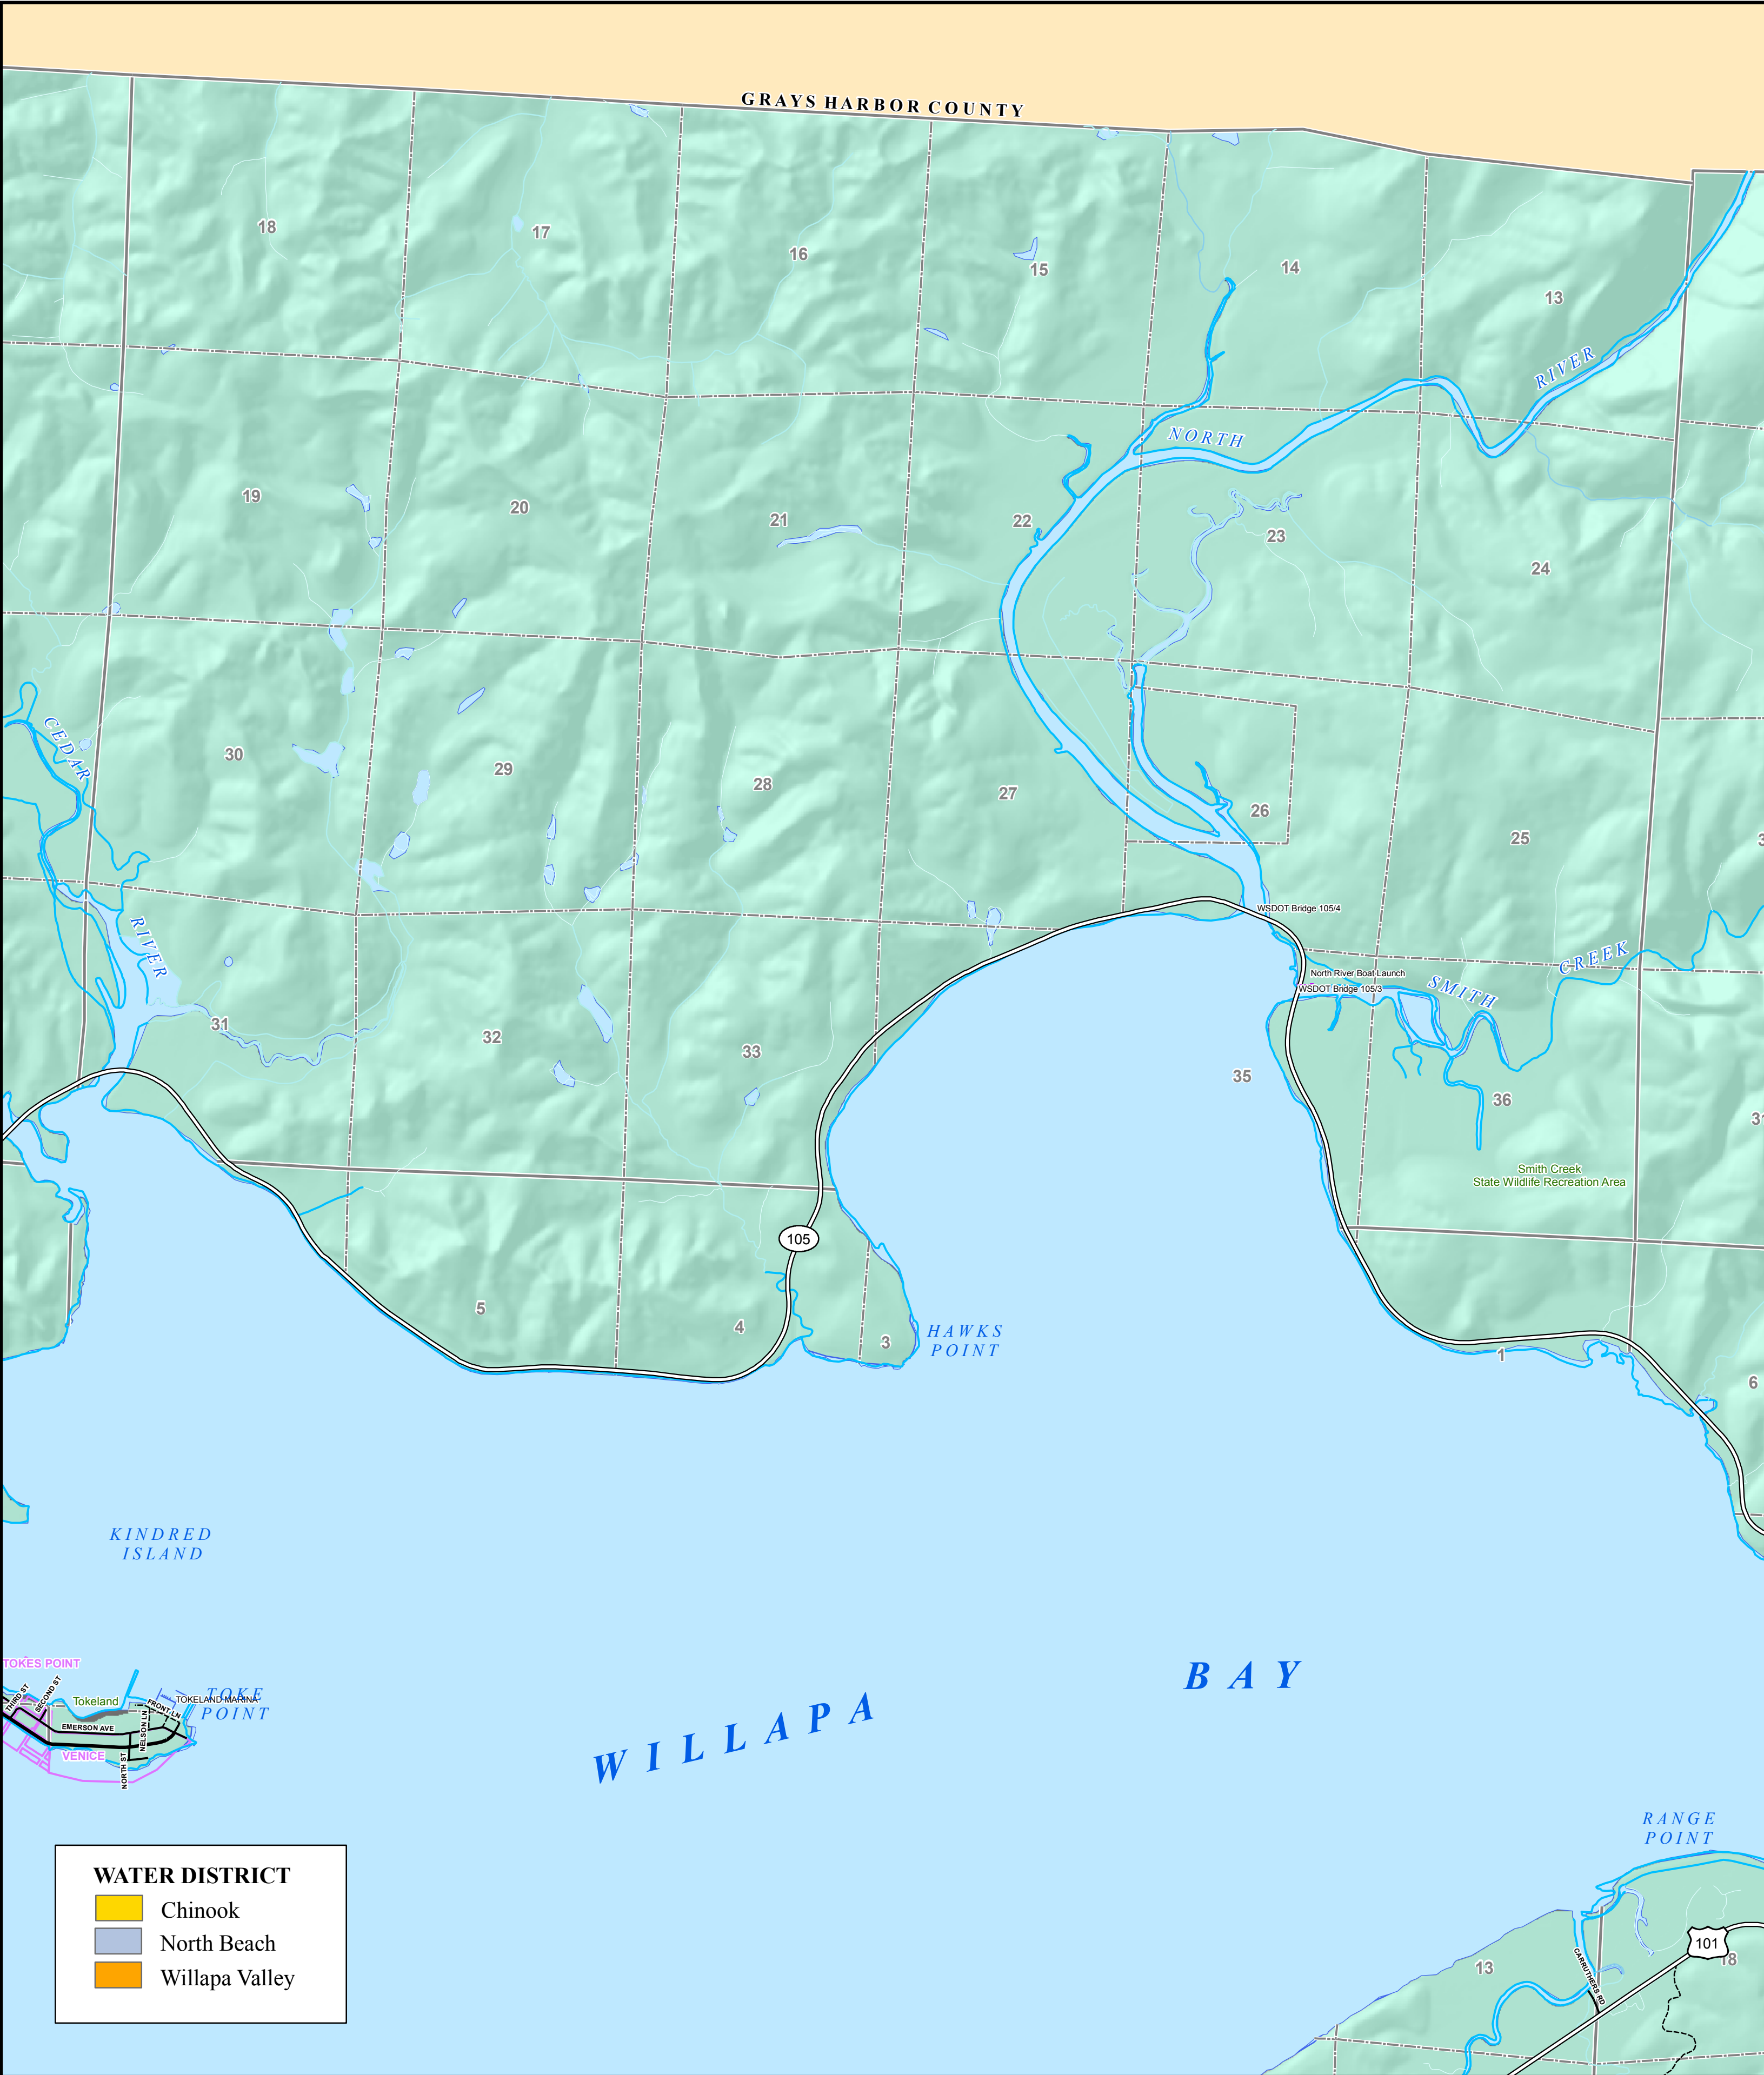 GRAYS HARBOR COUNTY
18
17
16
15
14
13
RIVER
NORTH
19
20
21
22
23
24
CEDAR
30
29
28
27
26
25
3
WSDOT Bridge 105/4
RIVER
CREEK
North River Boat Launch
SMITH
WSDOT Bridge 105/3
31
32
33
35
36
31
Smith Creek
State Wildlife Recreation Area
105
5
4
3
HAWKS
POINT
1
6
KINDRED
ISLAND
TOKES POINT
THIRD ST
SECOND ST
Tokeland
FRONT LN
TOKELAND MARINA
TOKE
POINT
EMERSON AVE
NELSON LN
VENICE
NORTH ST
WILLAPA
BAY
RANGE
POINT
101
18
13
CARRUTHERS RD
WATER DISTRICT
Chinook
North Beach
Willapa Valley